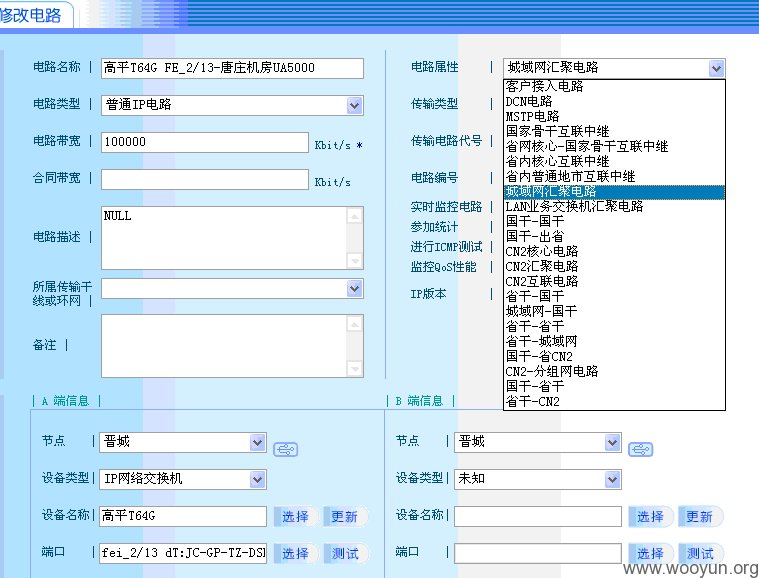 修改电路
电路名称 | 高平T64G FE_2/13-唐庄机房UA5000
电路类型 | 普通IP电路
电路带宽 | 100000 Kbit/s *
合同带宽 | Kbit/s
电路描述 | NULL
所属传输干
线或环网 |
备注 |
电路属性 | 城域网汇聚电路
传输类型 |
传输电路代号 |
电路编号 |
实时监控电路 |
参加统计 |
进行ICMP测试 |
监控QoS性能 |
IP版本 |
客户接入电路
DCN电路
MSTP电路
国家骨干互联中继
省网核心-国家骨干互联中继
省内核心互联中继
省内普通地市互联中继
城域网汇聚电路
LAN业务交换机汇聚电路
国干-国干
国干-出省
CN2核心电路
CN2汇聚电路
CN2互联电路
省干-国干
城域网-国干
省干-省干
省干-城域网
国干-省CN2
CN2-分组网电路
国干-省干
省干-CN2
| A 端信息 |
节点 | 晋城
设备类型 | IP网络交换机
设备名称 | 高平T64G 选择 更新
端口 | fei_2/13 dT:JC-GP-TZ-DS 选择 测试
| B 端信息 |
节点 | 晋城
设备类型 | 未知
设备名称 | 选择 更新
端口 | 选择 测试
www.wooyun.org